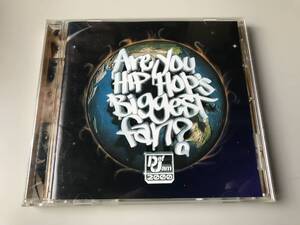 Are You
Hip Hop's
Biggest
fan?
Def
Jam
2000